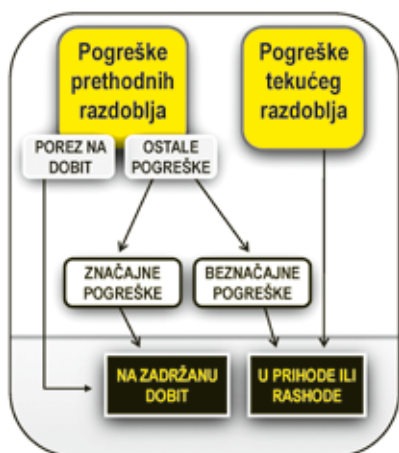 Pogreške
prethodnih
razdoblja
Pogreške
tekućeg
razdoblja
POREZ NA
DOBIT
OSTALE
POGREŠKE
ZNAČAJNE
POGREŠKE
BEZNAČAJNE
POGREŠKE
NA ZADRŽANU
DOBIT
U PRIHODE ILI
RASHODE